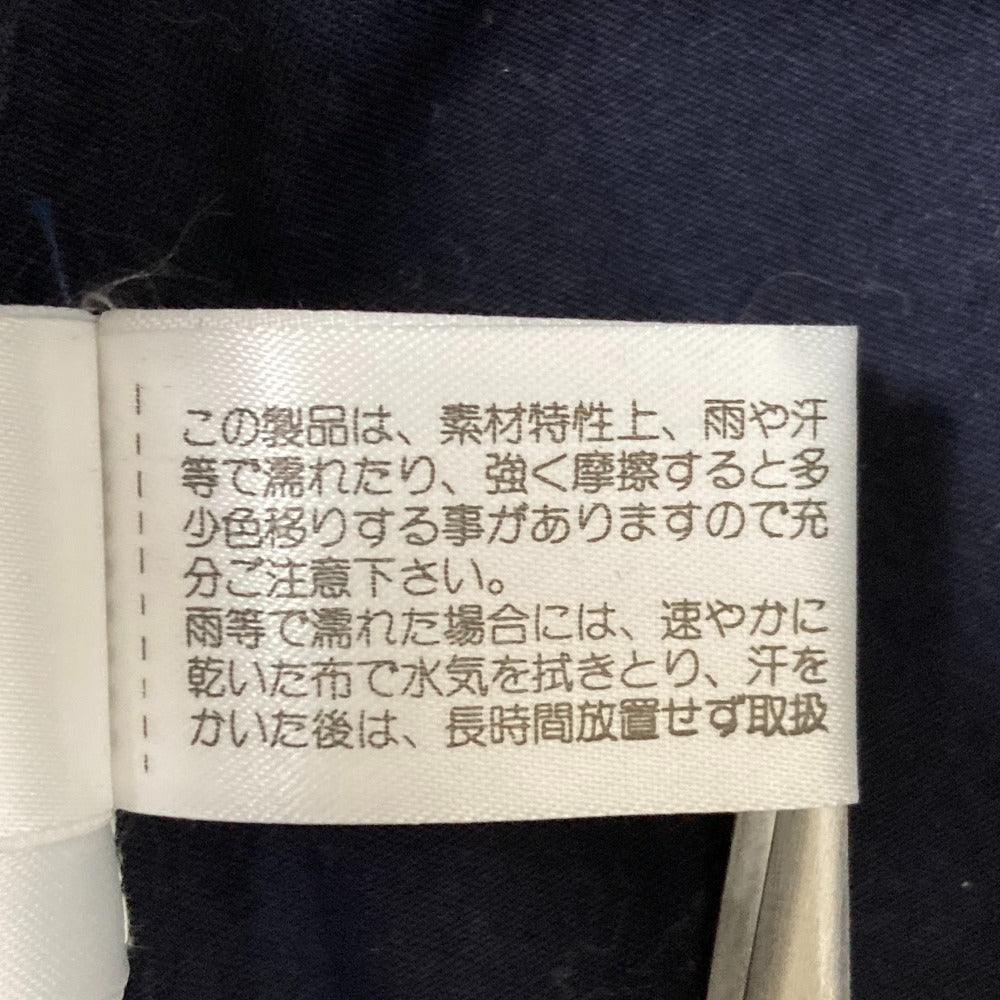 この製品は、素材特性上、雨や汗
等で濡れたり、強く摩擦すると多
少色移りする事がありますので充
分ご注意下さい。
雨等で濡れた場合には、速やかに
乾いた布で水気を拭きとり、汗を
かいた後は、長時間放置せず取扱